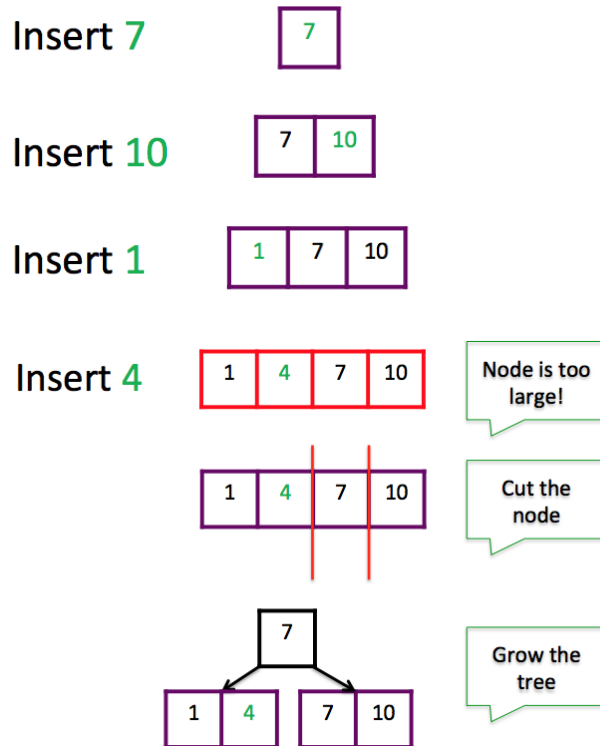 Insert 7
7
Insert 10
7 10
Insert 1
1 7 10
Insert 4
1 4 7 10
Node is too
large!
1 4 7 10
Cut the
node
7
Grow the
tree
1 4 7 10